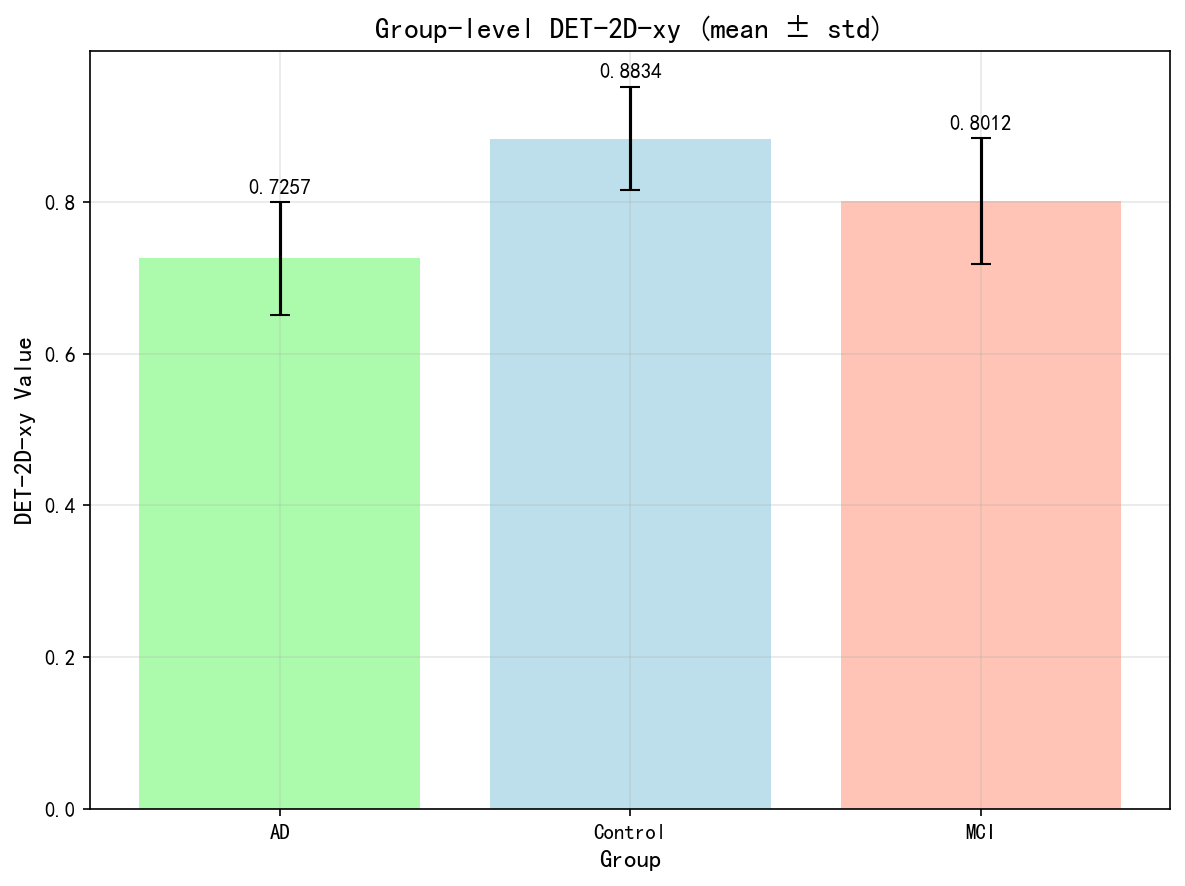 Group-level DET-2D-xy (mean ± std)
0.8834
0.8012
0.7257
0.8
0.6
0.4
0.2
0.0
DET-2D-xy Value
AD
Control
MCI
Group